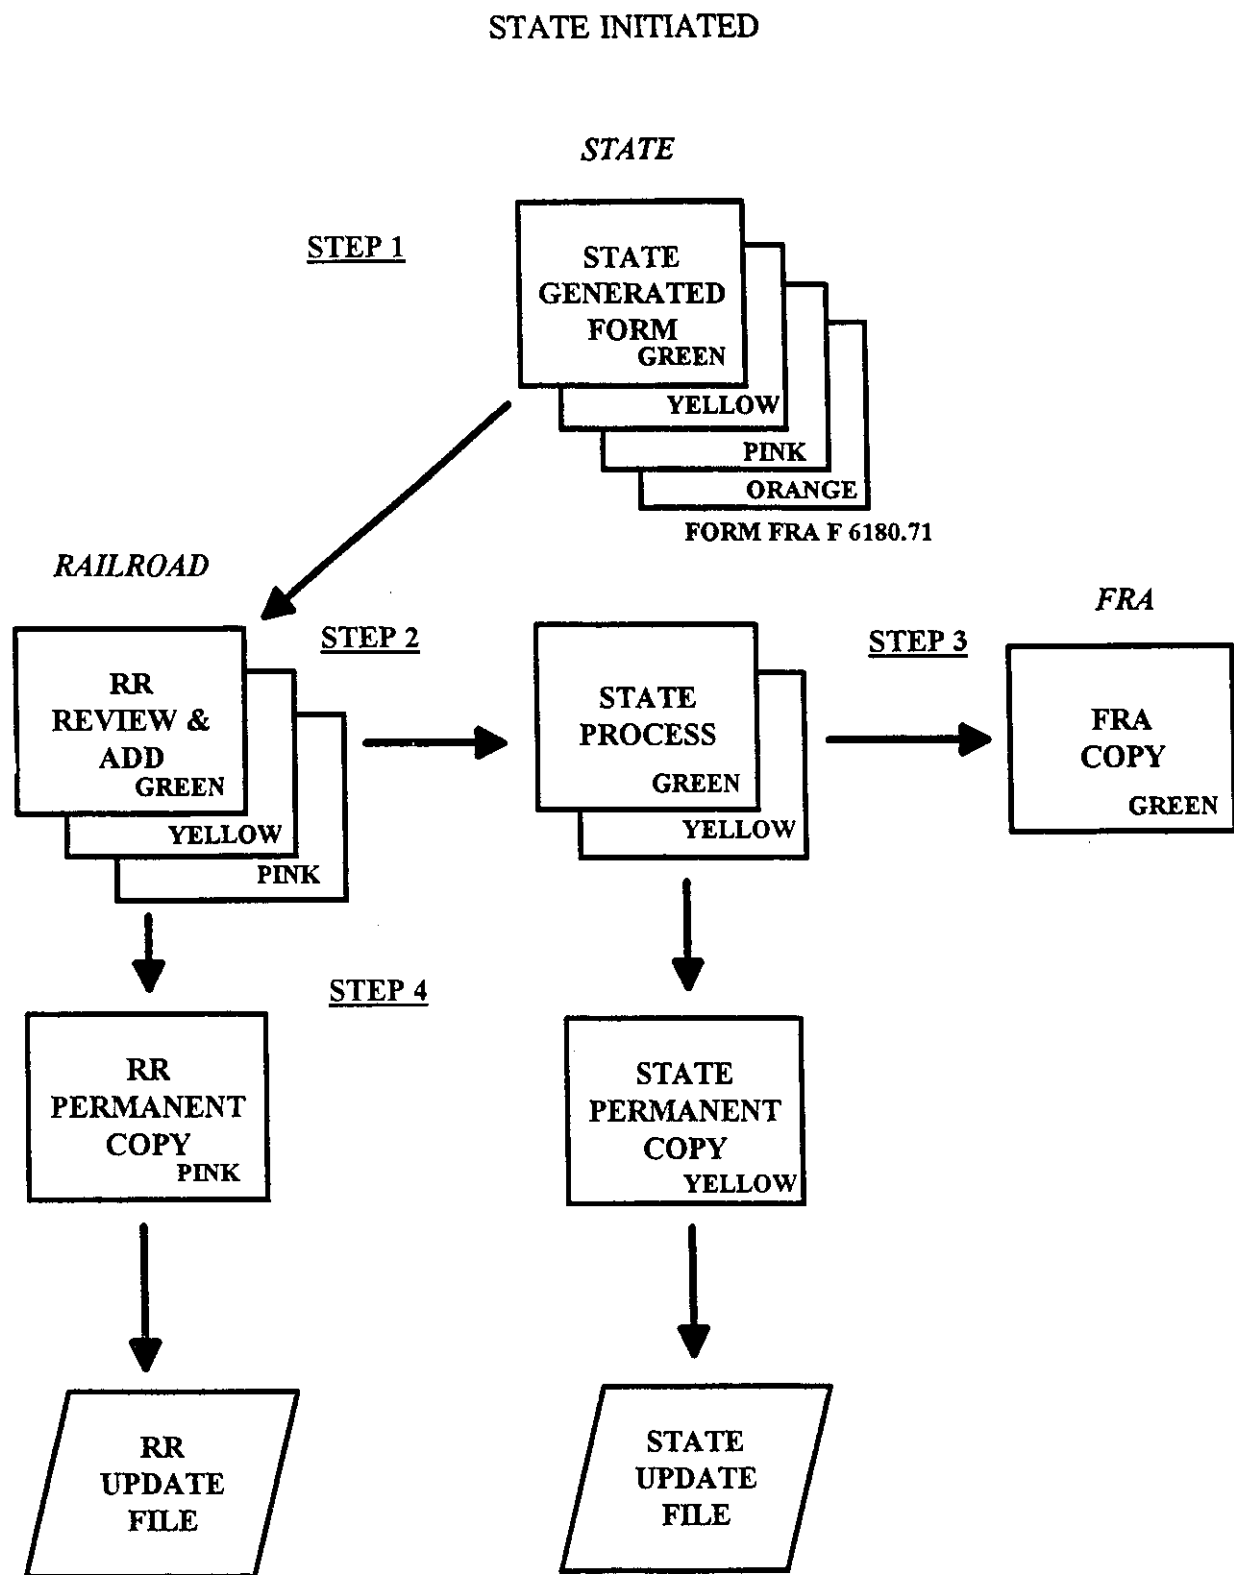 STATE INITIATED
STATE
STEP 1
STATE
GENERATED
FORM
GREEN
YELLOW
PINK
ORANGE
FORM FRA F 6180.71
RAILROAD
FRA
STEP 2
STEP 3
RR
REVIEW &
ADD
GREEN
YELLOW
PINK
STATE
PROCESS
GREEN
YELLOW
FRA
COPY
GREEN
STEP 4
RR
PERMANENT
COPY
PINK
STATE
PERMANENT
COPY
YELLOW
RR
UPDATE
FILE
STATE
UPDATE
FILE